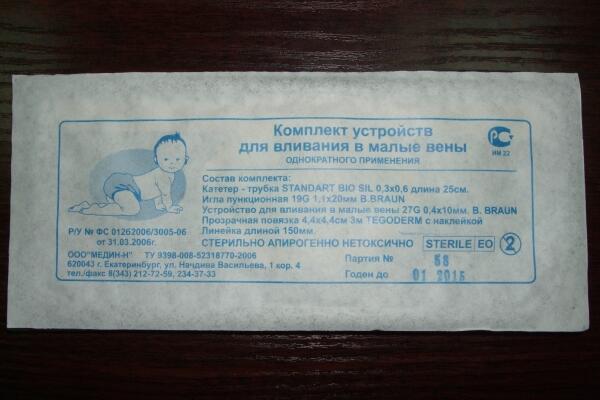 Комплект устройств
для вливания в малые вены
ОДНОКРАТНОГО ПРИМЕНЕНИЯ
ИМ 22
Состав комплекта:
Катетер - трубка STANDART BIO SIL 0,3x0,6 длина 25см.
Игла пункционная 19G 1,1x20мм B.BRAUN
Устройство для вливания в малые вены 27G 0,4x10мм. B. BRAUN
Прозрачная повязка 4,4x4,4см 3м TEGODERM с наклейкой
Линейка длиной 150мм.
Р/У № ФС 01262006/3005-06
от 31.03.2006г.
СТЕРИЛЬНО АПИРОГЕННО НЕТОКСИЧНО STERILE EO 2
ООО"МЕДИН-Н" ТУ 9398-008-52318770-2006
620043 г. Екатеринбург, ул. Начдива Васильева, 1 кор. 4
тел./факс 8(343) 212-72-59, 234-37-33
Партия № 58
Годен до 01 2015